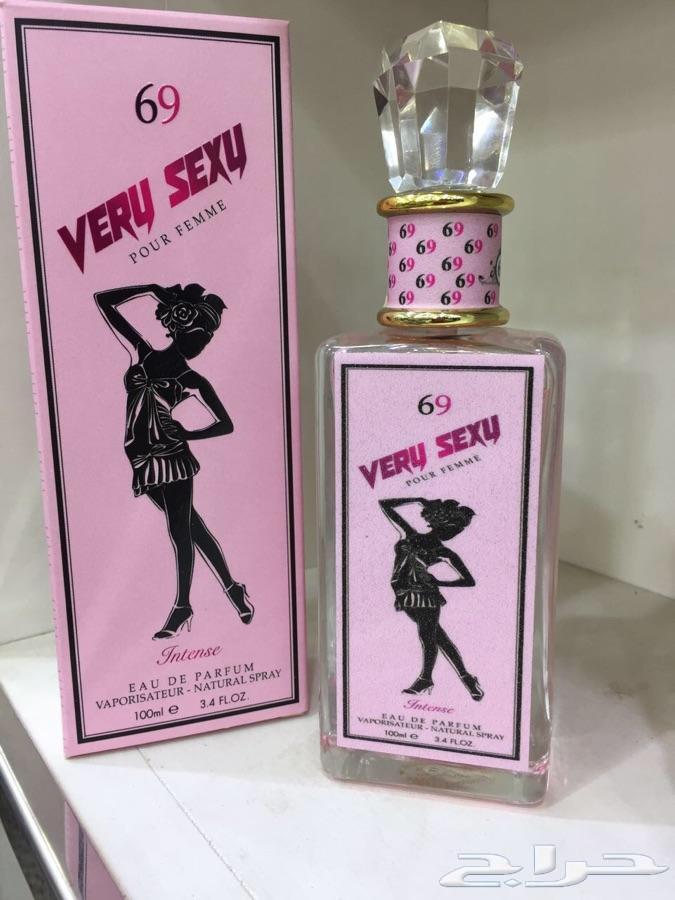 69
VERY SEXY
POUR FEMME
Intense
EAU DE PARFUM
VAPORISATEUR - NATURAL SPRAY
100ml e 3.4 FL.OZ.
69 69 69
69 69
69 69 69
69 69
69 69 69
69
VERY SEXY
POUR FEMME
Intense
EAU DE PARFUM
VAPORISATEUR - NATURAL SPRAY
100ml e 3.4 FL.OZ.
حراج